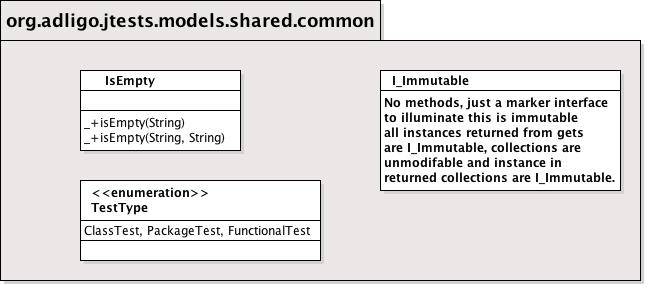 org.adligo.jtests.models.shared.common
IsEmpty
_+isEmpty(String)
_+isEmpty(String, String)
I_Immutable
No methods, just a marker interface
to illuminate this is immutable
all instances returned from gets
are I_Immutable, collections are
unmodifable and instance in
returned collections are I_Immutable.
<<enumeration>>
TestType
ClassTest, PackageTest, FunctionalTest